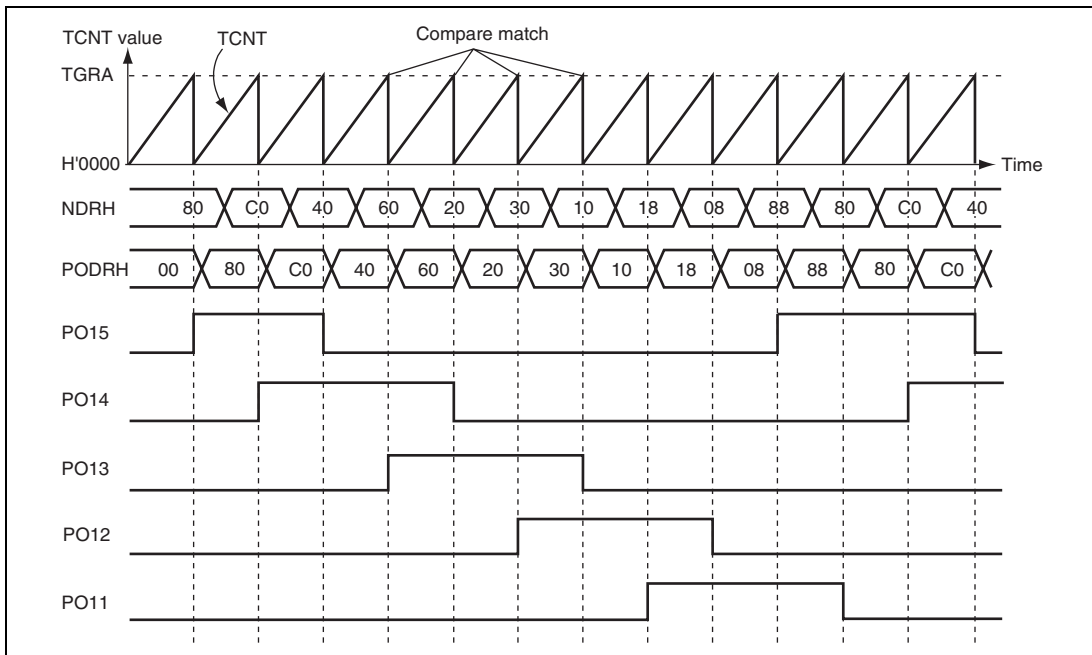 TCNT value
TCNT
Compare match
TGRA
H'0000
Time
NDRH
80 C0 40 60 20 30 10 18 08 88 80 C0 40
PODRH
00 80 C0 40 60 20 30 10 18 08 88 80 C0
PO15
PO14
PO13
PO12
PO11